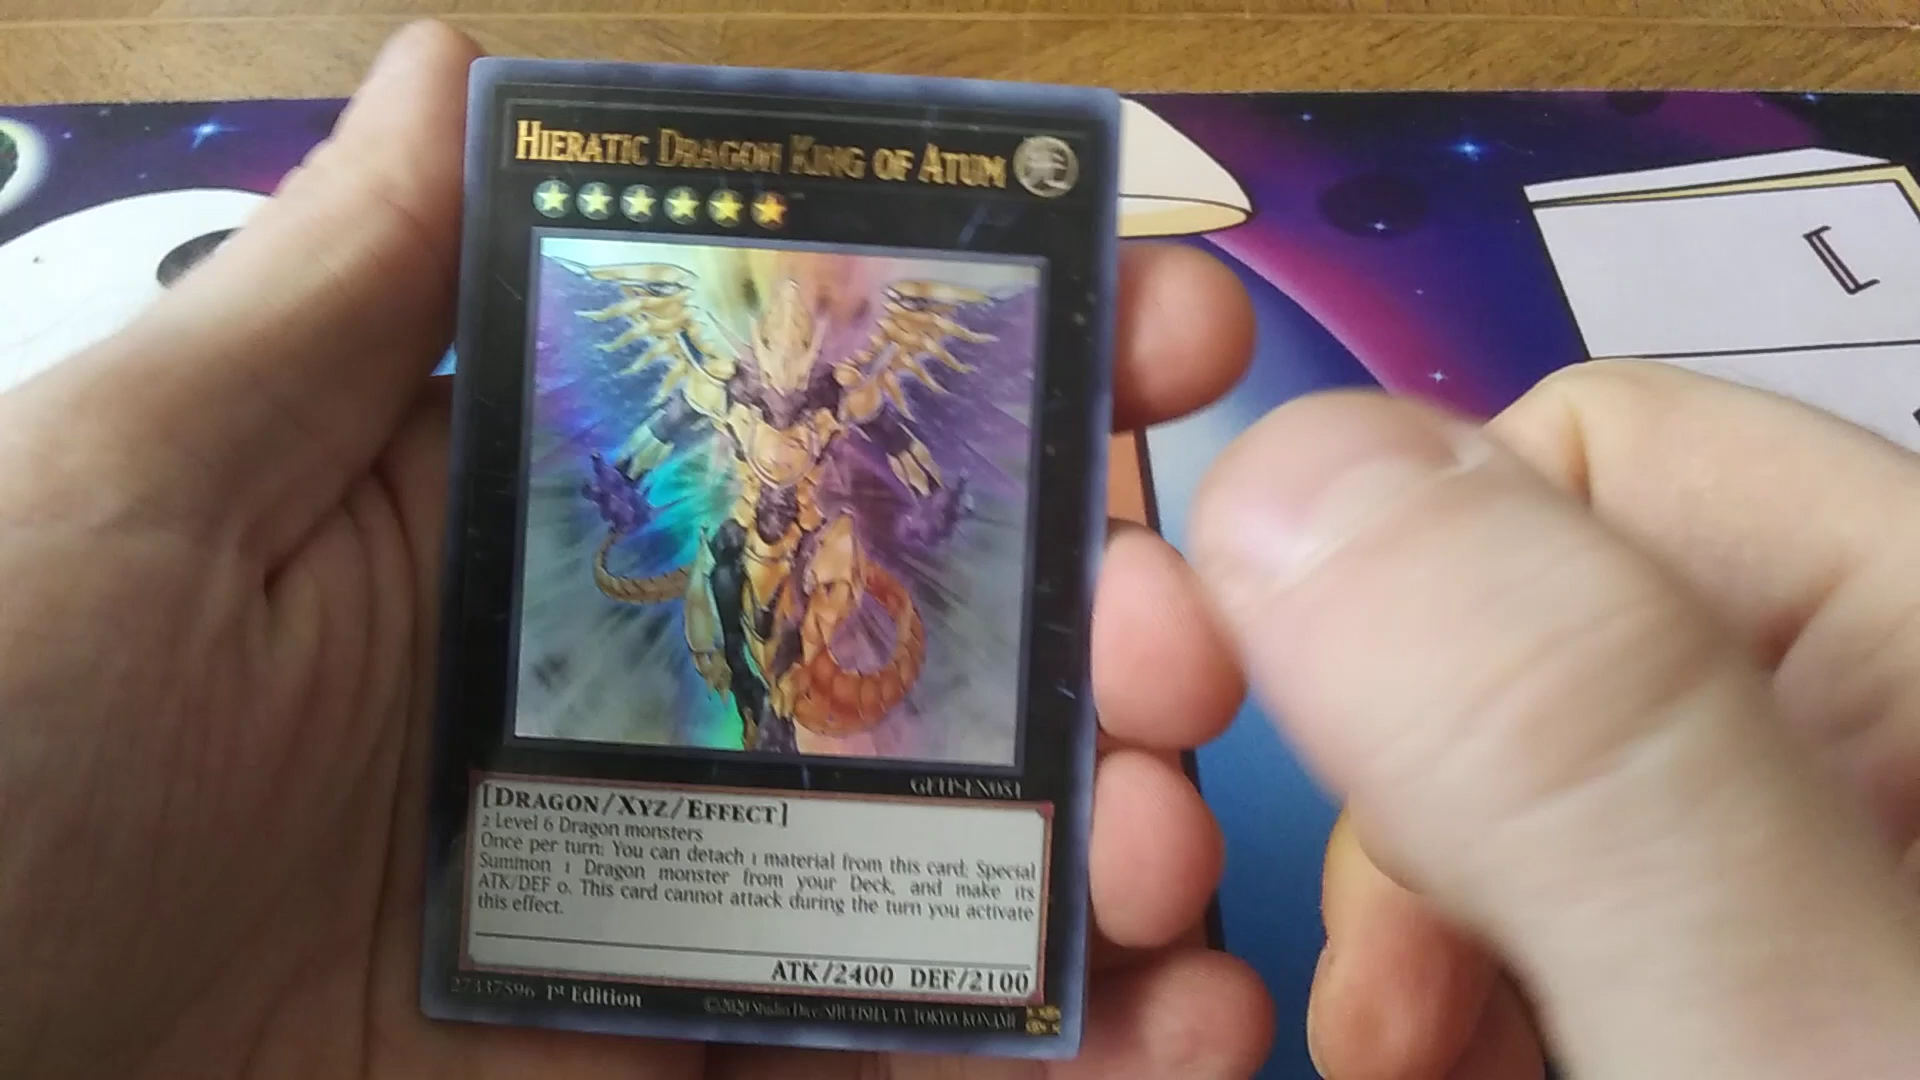 HIERATIC DRAGON KING OF ATUM
[DRAGON/XYZ/EFFECT]
2 Level 6 Dragon monsters
Once per turn: You can detach 1 material from this card; Special
Summon 1 Dragon monster from your Deck, and make its
ATK/DEF 0. This card cannot attack during the turn you activate
this effect.
ATK/2400 DEF/2100
27337596 1st Edition
©2020 Studio Dice/SHUEISHA, TV TOKYO, KONAMI